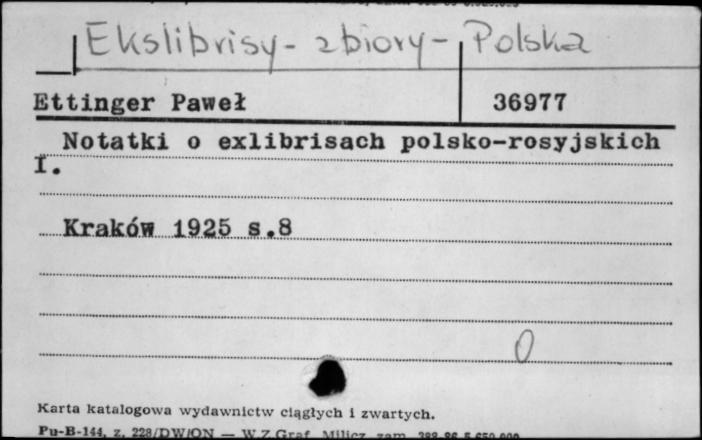 Ekslibrisy - zbiory - Polska
Ettinger Paweł 36977
Notatki o exlibrisach polsko-rosyjskich
I.
Kraków 1925 s.8
0
Karta katalogowa wydawnictw ciągłych i zwartych.
Pu-B-144, z. 228/DW/ON — W.Z.Graf. Milicz zam.